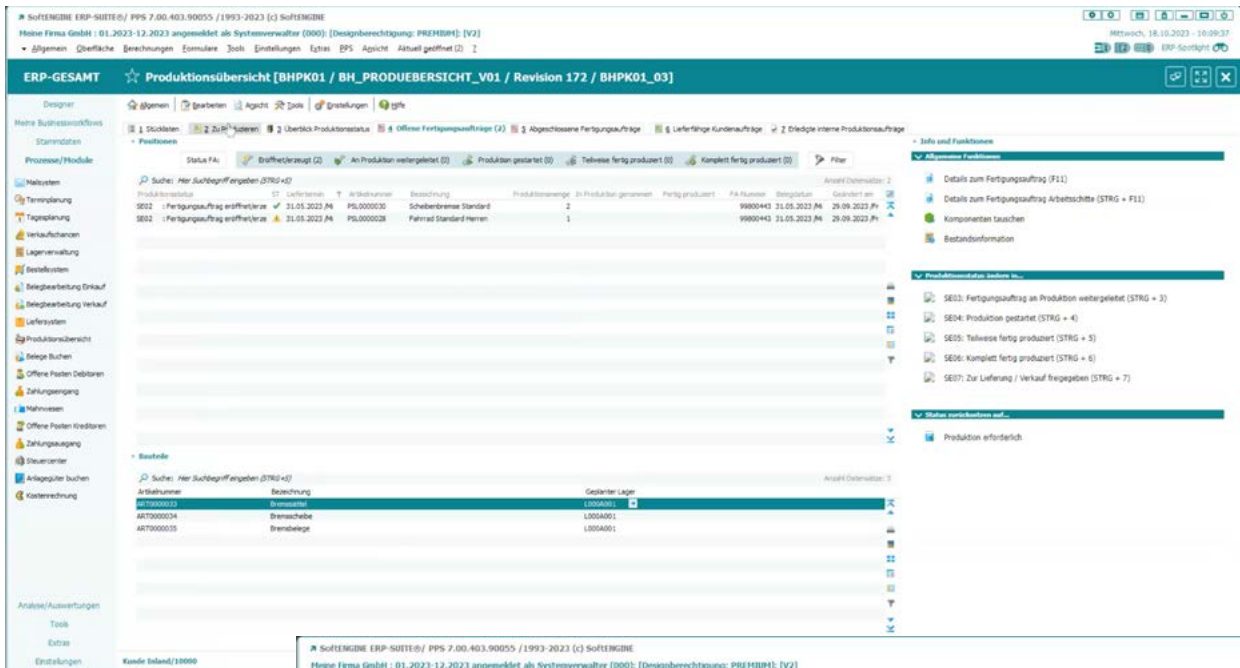 SoftENGINE ERP-SUITE®/ PPS 7.00.403.90055 /1993-2023 (c) SoftENGINE
Meine Firma GmbH : 01.2023-12.2023 angemeldet als Systemverwalter (000): [Designberechtigung: PREMIUM]: [V2]
Mittwoch, 18.10.2023 - 10:09:37
Allgemein Oberfläche Berechnungen Formulare Tools Einstellungen Extras PPS Ansicht Aktuell geöffnet (2) ?
ERP-Spotlight
ERP-GESAMT
Produktionsübersicht [BHPK01 / BH_PRODUEBERSICHT_V01 / Revision 172 / BHPK01_03]
Designer
Meine Businessworkflows
Stammdaten
Prozesse/Module
Mailsystem
Terminplanung
Tagesplanung
Verkaufschancen
Lagerverwaltung
Bestellsystem
Belegbearbeitung Einkauf
Belegbearbeitung Verkauf
Liefersystem
Produktionsübersicht
Belege Buchen
Offene Posten Debitoren
Zahlungseingang
Mahnwesen
Offene Posten Kreditoren
Zahlungsausgang
Steuercenter
Anlagegüter buchen
Kostenrechnung
Analyse/Auswertungen
Tools
Extras
Einstellungen
Allgemein Bearbeiten Ansicht Tools Einstellungen Hilfe
1 Stücklisten 2 Zu Produzieren 3 Überblick Produktionsstatus 4 Offene Fertigungsaufträge (2) 5 Abgeschlossene Fertigungsaufträge 6 Lieferfähige Kundenaufträge 7 Erledigte interne Produktionsaufträge
Positionen
Status FA: Eröffnet/erzeugt (2) An Produktion weitergeleitet (0) Produktion gestartet (0) Teilweise fertig produziert (0) Komplett fertig produziert (0) Filter
Suche: Hier Suchbegriff eingeben (STRG+S) Anzahl Datensätze: 2
Produktionsstatus ST Liefertermin Artikelnummer Bezeichnung Produktionsmenge In Produktion genommen Fertig produziert FA-Nummer Belegdatum Geändert am
SE02 : Fertigungsauftrag eröffnet/erze 31.05.2023 /Mi PSL0000030 Scheibenbremse Standard 2 99800443 31.05.2023 /Mi 29.09.2023 /Fr
SE02 : Fertigungsauftrag eröffnet/erze 31.05.2023 /Mi PSL0000028 Fahrrad Standard Herren 1 99800443 31.05.2023 /Mi 29.09.2023 /Fr
Bauteile
Suche: Hier Suchbegriff eingeben (STRG+S) Anzahl Datensätze: 3
Artikelnummer Bezeichnung Geplanter Lager
ART0000033 Bremssattel L000A001
ART0000034 Bremsscheibe L000A001
ART0000035 Bremsbelege L000A001
Kunde Inland/10000
Info und Funktionen
Allgemeine Funktionen
Details zum Fertigungsauftrag (F11)
Details zum Fertigungsauftrag Arbeitsschitte (STRG + F11)
Komponenten tauschen
Bestandsinformation
Produktionsstatus ändern in...
SE03: Fertigungsauftrag an Produktion weitergeleitet (STRG + 3)
SE04: Produktion gestartet (STRG + 4)
SE05: Teilweise fertig produziert (STRG + 5)
SE06: Komplett fertig produziert (STRG + 6)
SE07: Zur Lieferung / Verkauf freigegeben (STRG + 7)
Status zurücksetzen auf...
Produktion erforderlich
SoftENGINE ERP-SUITE®/ PPS 7.00.403.90055 /1993-2023 (c) SoftENGINE
Meine Firma GmbH : 01.2023-12.2023 angemeldet als Systemverwalter (000): [Designberechtigung: PREMIUM]: [V2]